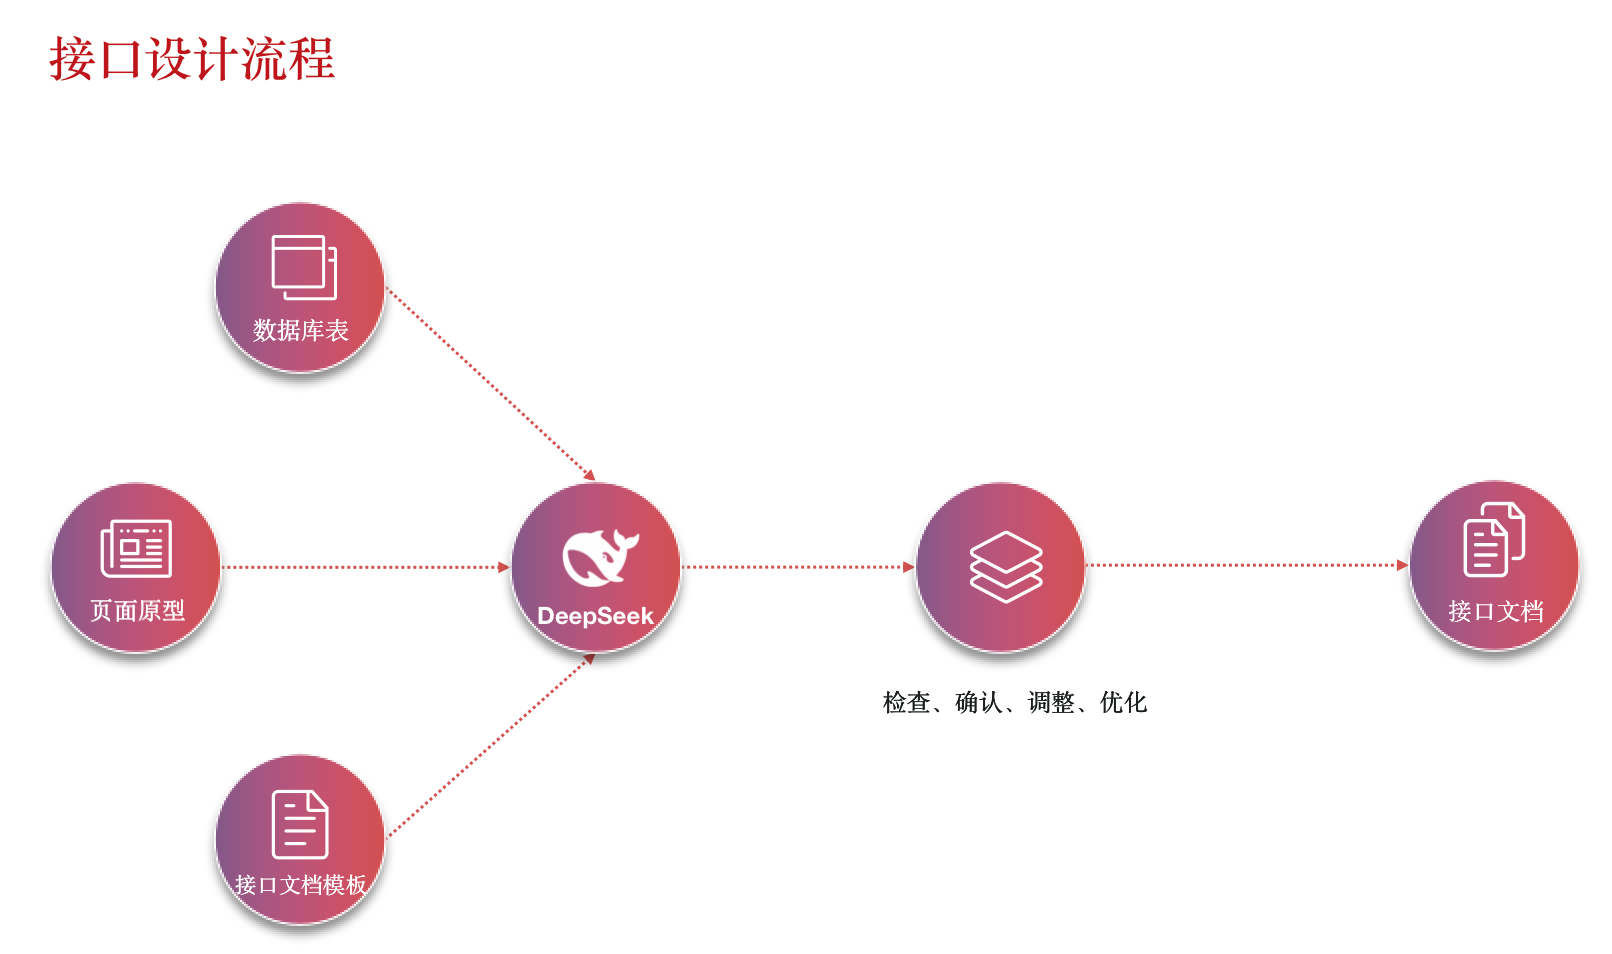 接口设计流程
数据库表
页面原型
DeepSeek
接口文档
检查、确认、调整、优化
接口文档模板